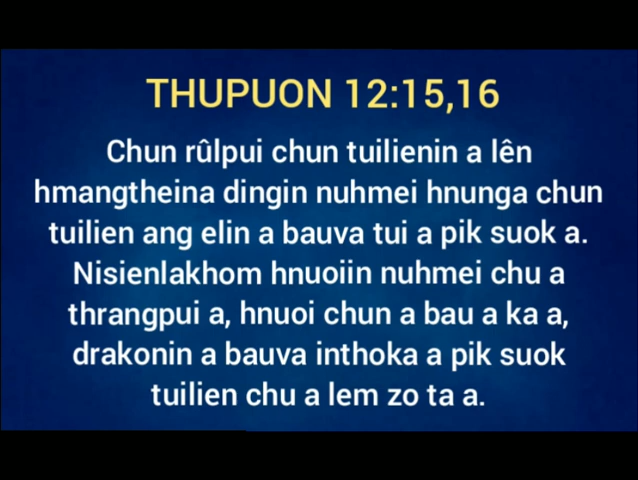 THUPUON 12:15,16
Chun rûlpui chun tuilienin a lên
hmangtheina dingin nuhmei hnunga chun
tuilien ang elin a bauva tui a pik suok a.
Nisienlakhom hnuoiin nuhmei chu a
thrangpui a, hnuoi chun a bau a ka a,
drakonin a bauva inthoka a pik suok
tuilien chu a lem zo ta a.